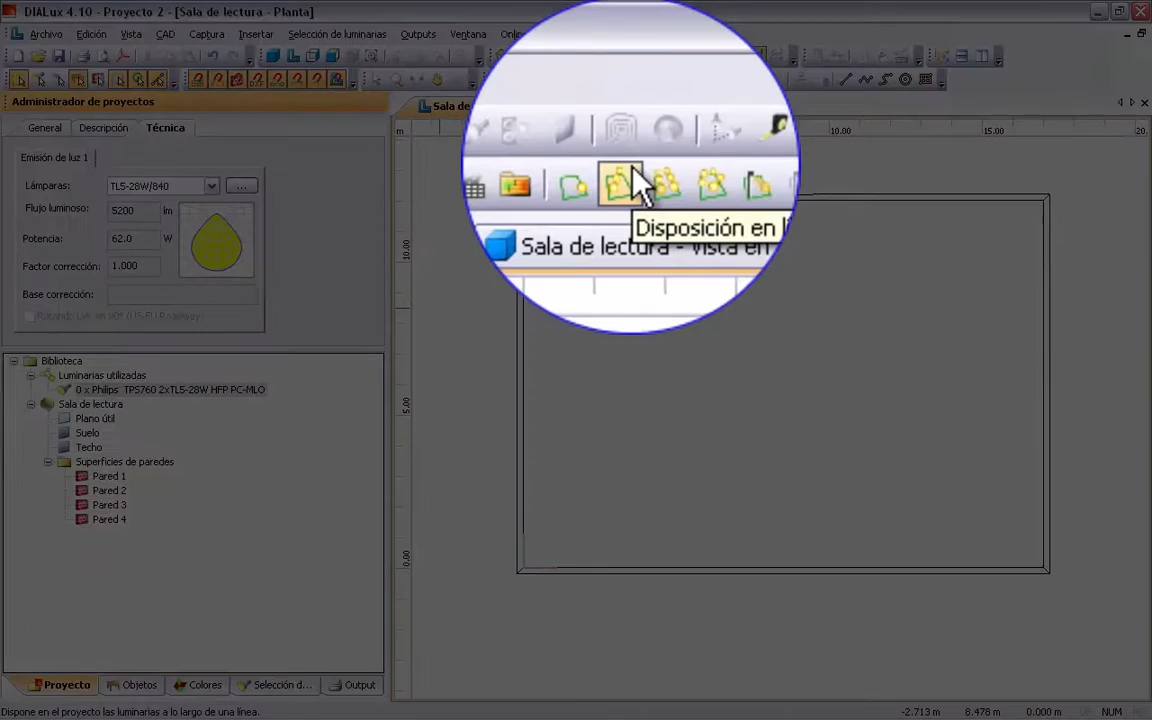 DIALux 4.10 - Proyecto 2 - [Sala de lectura - Planta]
Archivo Edición Vista CAD Captura Insertar Selección de luminarias Outputs Ventana
Administrador de proyectos
General Descripción Técnica
Emisión de luz 1
Lámparas: TL5-28W/840 ...
Flujo luminoso: 5200 lm
Potencia: 62.0 W
Factor corrección: 1.000
Base corrección:
Biblioteca
Luminarias utilizadas
0 x Philips TPS760 2xTL5-28W HFP PC-MLO
Sala de lectura
Plano útil
Suelo
Techo
Superficies de paredes
Pared 1
Pared 2
Pared 3
Pared 4
Proyecto Objetos Colores Selección d... Output
Dispone en el proyecto las luminarias a lo largo de una línea.
Sala de
m
10.00 15.00 20.
10.00
5.00
0.00
Disposición en
Sala de lectura - vista en
-2.713 m 8.478 m 0.000 m NUM